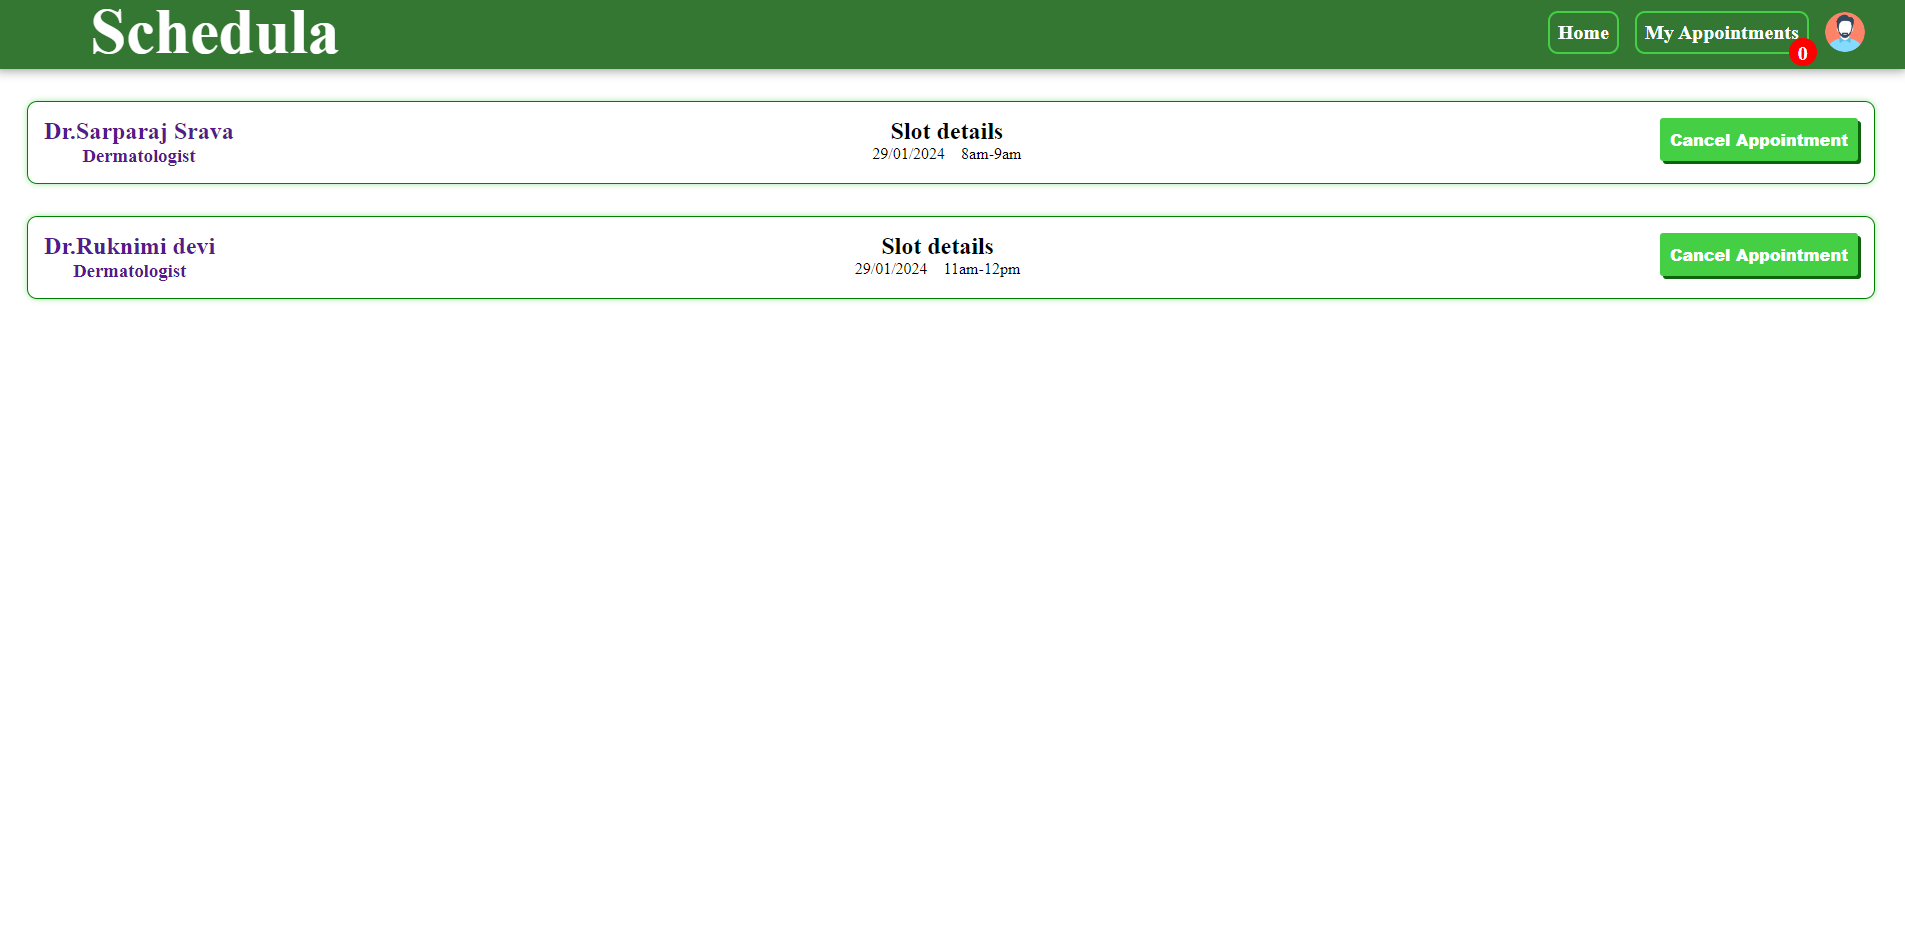 Schedula
Home
My Appointments
0
Dr.Sarparaj Srava
Dermatologist
Slot details
29/01/2024 8am-9am
Cancel Appointment
Dr.Ruknimi devi
Dermatologist
Slot details
29/01/2024 11am-12pm
Cancel Appointment